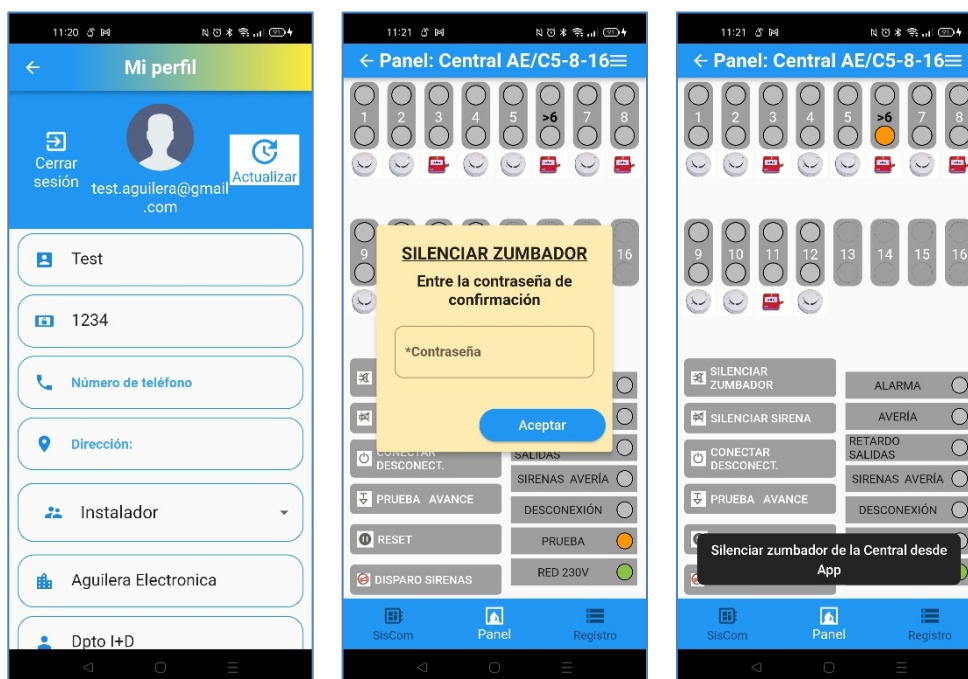 11:20
91
Mi perfil
Cerrar
sesión
test.aguilera@gmail
.com
Actualizar
Test
1234
Número de teléfono
Dirección:
Instalador
Aguilera Electronica
Dpto I+D
11:21
91
Panel: Central AE/C5-8-16
1 2 3 4 5 >6 7 8
9 16
SILENCIAR ZUMBADOR
Entre la contraseña de
confirmación
*Contraseña
Aceptar
CONECTAR
DESCONECT.
PRUEBA AVANCE
RESET
DISPARO SIRENAS
SALIDAS
SIRENAS AVERÍA
DESCONEXIÓN
PRUEBA
RED 230V
SisCom
Panel
Registro
11:21
91
Panel: Central AE/C5-8-16
1 2 3 4 5 >6 7 8
9 10 11 12 13 14 15 16
SILENCIAR
ZUMBADOR
SILENCIAR SIRENA
CONECTAR
DESCONECT.
PRUEBA AVANCE
ALARMA
AVERÍA
RETARDO
SALIDAS
SIRENAS AVERÍA
DESCONEXIÓN
Silenciar zumbador de la Central desde
App
SisCom
Panel
Registro